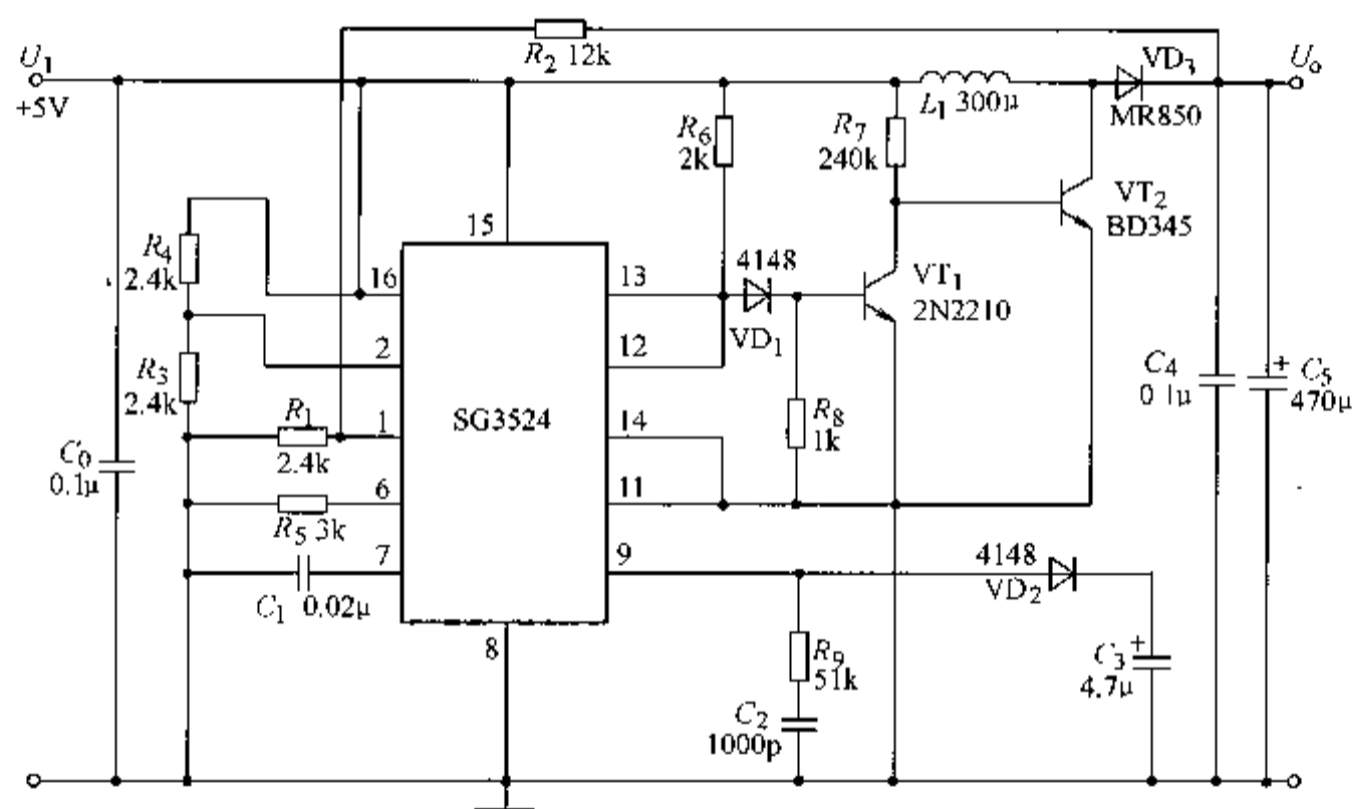 R2 12k
U1
+5V
VD3
Uo
MR850
L1 300μ
R6
2k
R7
240k
VT2
BD345
15
R4
2.4k
16
13
4148
VT1
2N2210
VD1
2
12
R3
2.4k
C4
0.1μ
C5
+
470μ
R1
2.4k
1
SG3524
14
R8
1k
C0
0.1μ
6
11
R5 3k
7
9
4148
VD2
C1 0.02μ
8
R9
51k
C3
+
4.7μ
C2
1000p